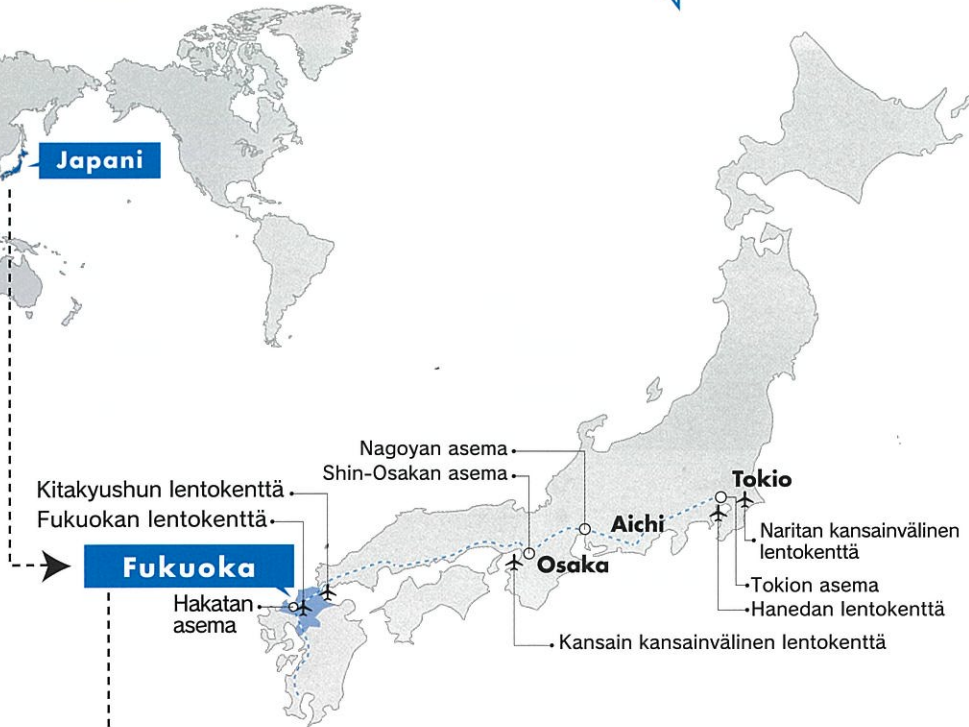 Japani
Nagoyan asema
Shin-Osakan asema
Kitakyushun lentokenttä
Fukuokan lentokenttä
Fukuoka
Hakatan
asema
Osaka
Aichi
Tokio
Naritan kansainvälinen
lentokenttä
Tokion asema
Hanedan lentokenttä
Kansain kansainvälinen lentokenttä